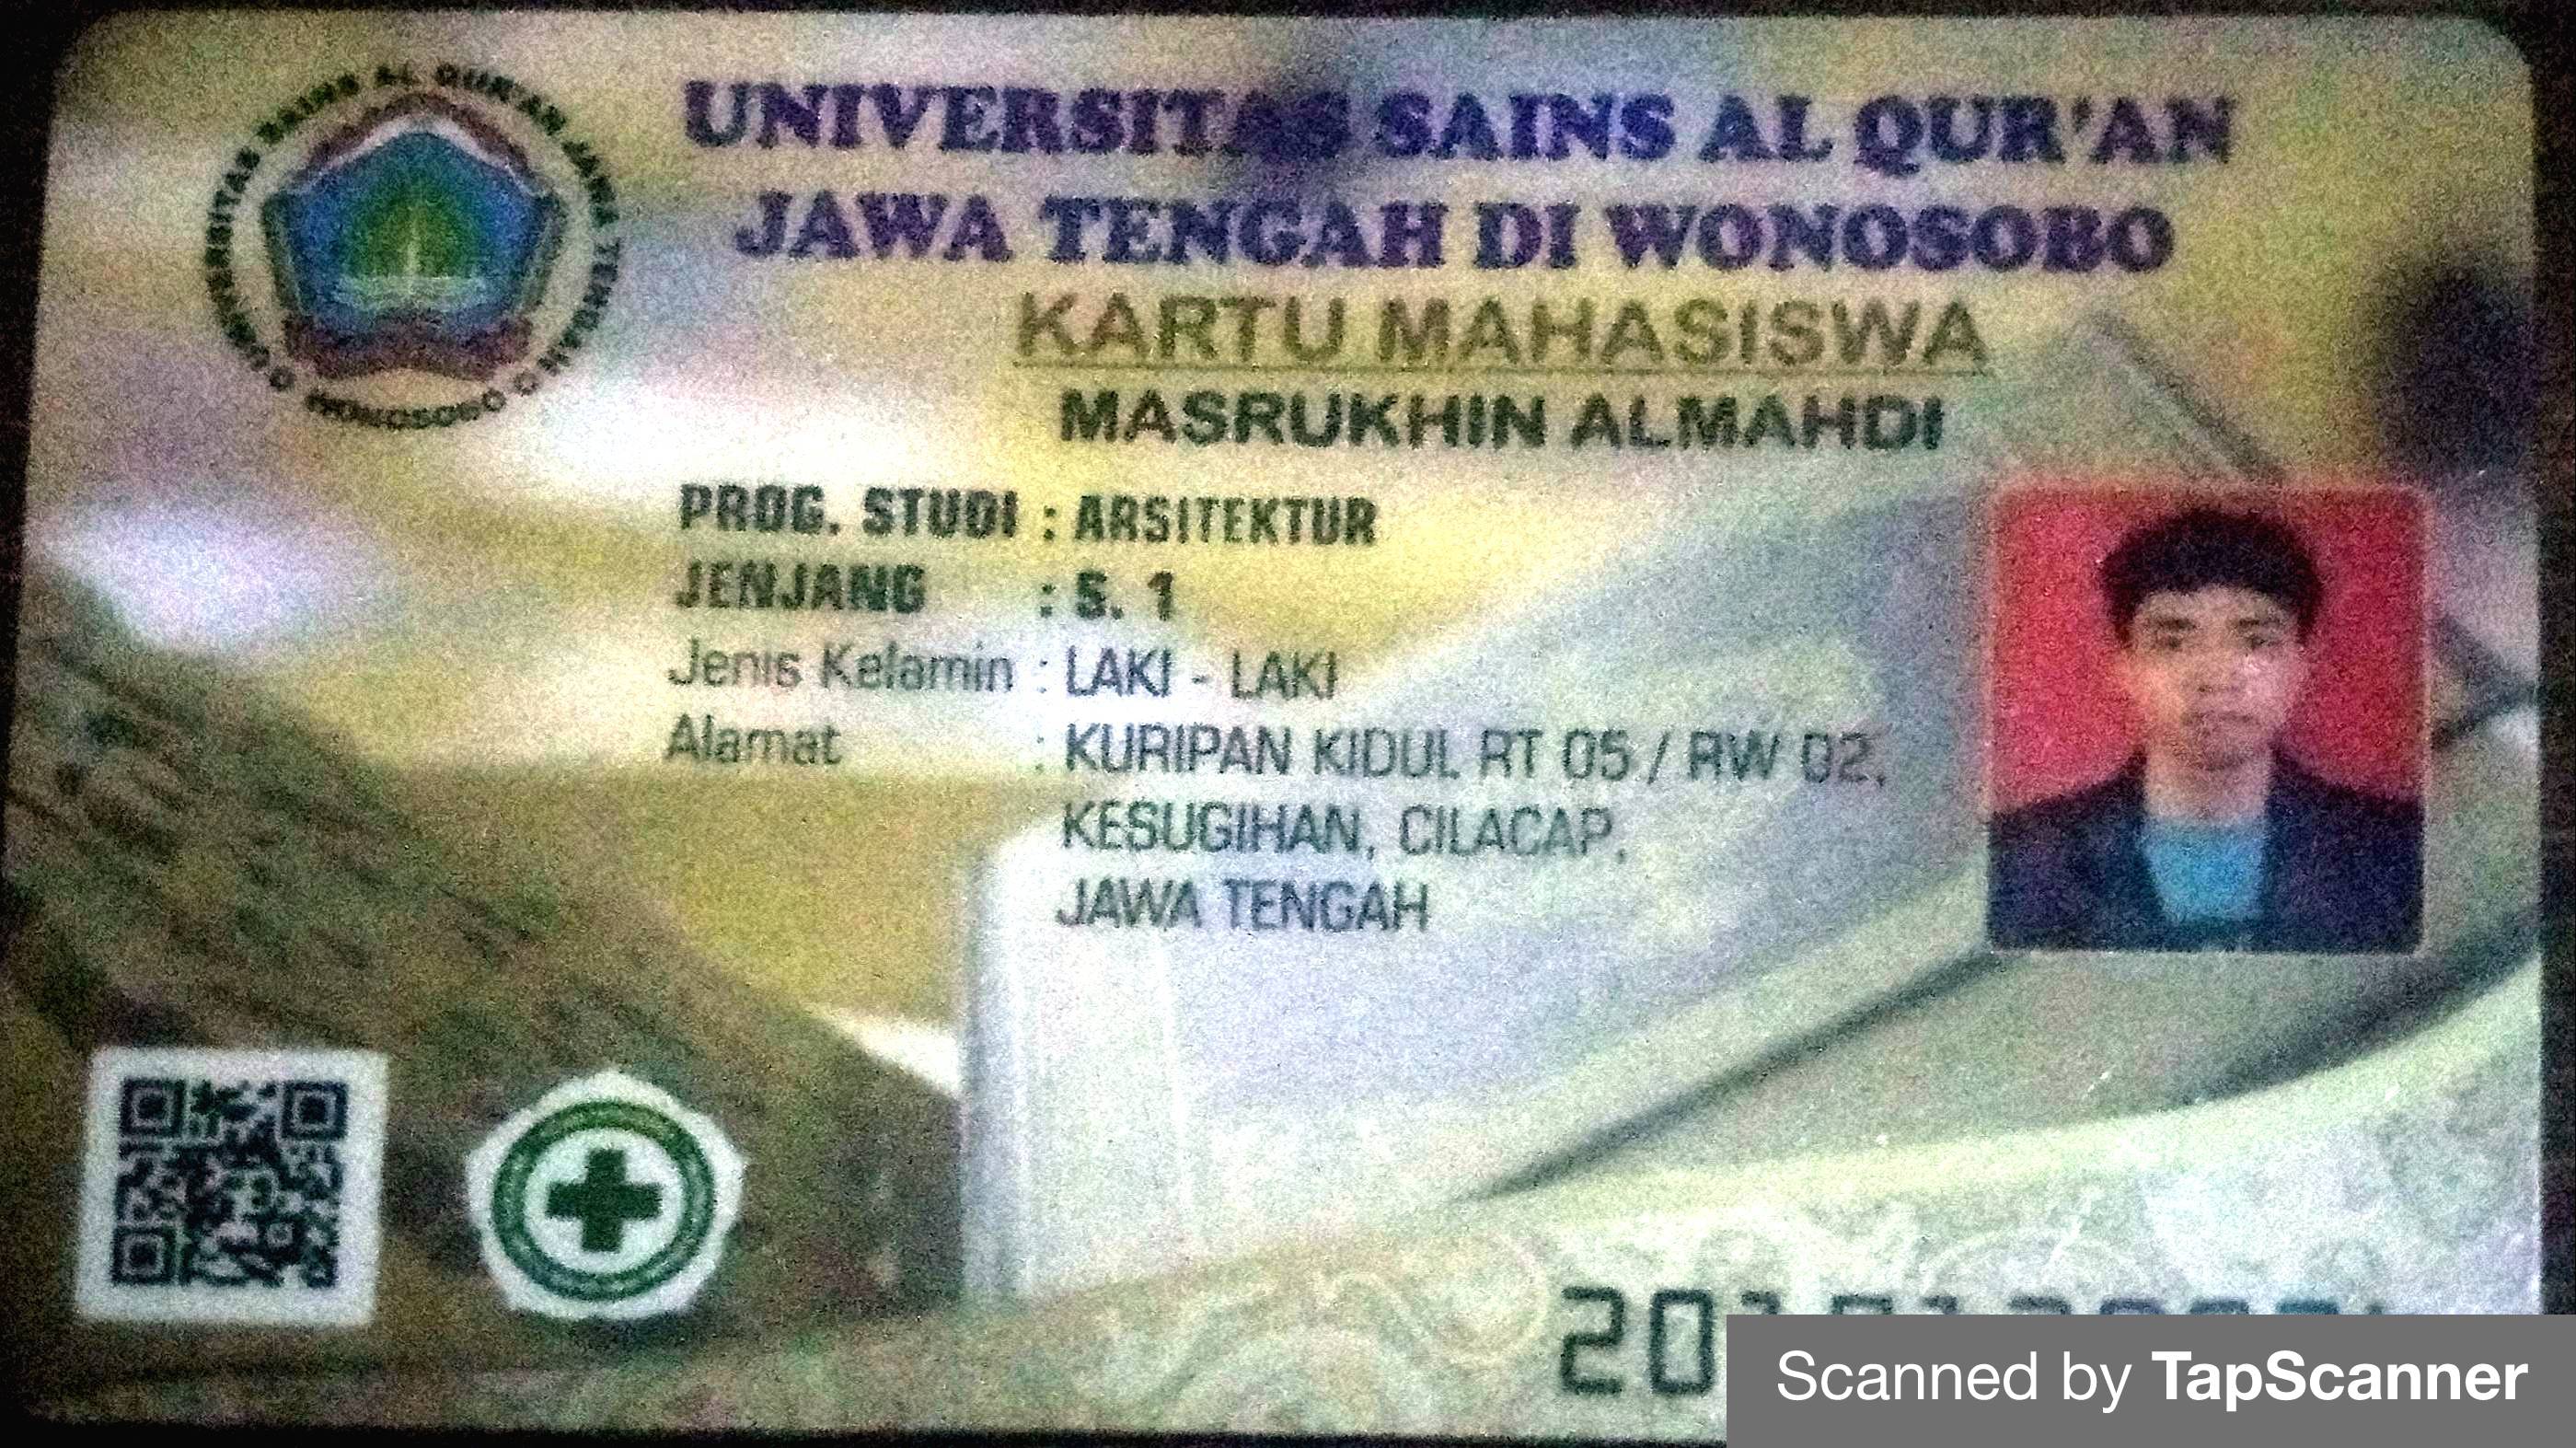 UNIVERSITAS SAINS AL QUR'AN JAWA TENGAH
WONOSOBO
UNIVERSITAS SAINS AL QUR'AN
JAWA TENGAH DI WONOSOBO
KARTU MAHASISWA
MASRUKHIN ALMAHDI
PROG. STUDI : ARSITEKTUR
JENJANG : S. 1
Jenis Kelamin : LAKI - LAKI
Alamat : KURIPAN KIDUL RT 05 / RW 02,
KESUGIHAN, CILACAP,
JAWA TENGAH
Scanned by TapScanner